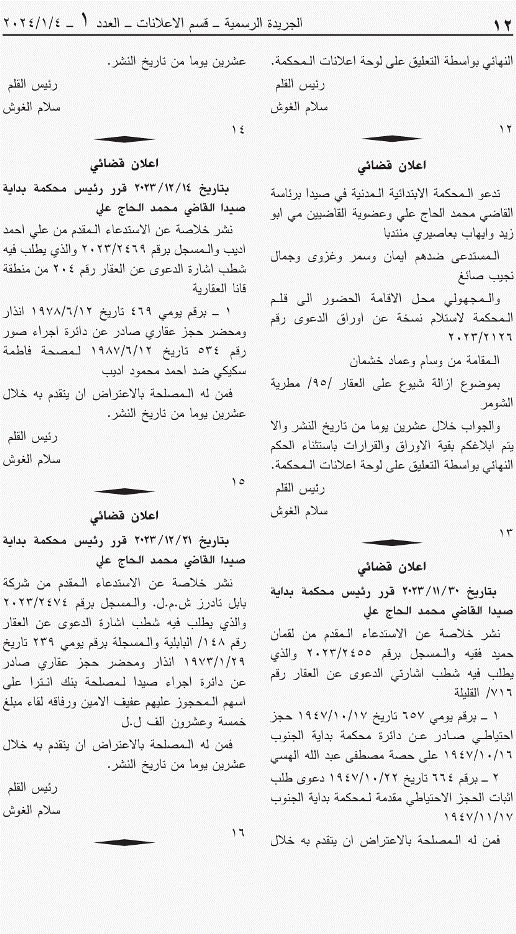 ١٢
الجريدة الرسمية ـ قسم الاعلانات ـ العدد ١ ـ ٢٠٢٤/١/٤
النهائي بواسطة التعليق على لوحة اعلانات المحكمة.
رئيس القلم
سلام الغوش
١٢
اعلان قضائي
تدعو المحكمة الابتدائية المدنية في صيدا برئاسة
القاضي محمد الحاج علي وعضوية القاضيين مي ابو
زيد وايهاب بعاصيري منتدبا
المستدعى ضدهم ايمان وسمر وغزوى وجمال
نجيب صائغ
والمجهولي محل الاقامة الحضور الى قلم
المحكمة لاستلام نسخة عن اوراق الدعوى رقم
٢٠٢٣/٢١٢٦
المقامة من وسام وعماد خشمان
بموضوع ازالة شيوع على العقار /٩٥/ مطرية
الشومر
والجواب خلال عشرين يوما من تاريخ النشر والا
يتم ابلاغكم بقية الاوراق والقرارات باستثناء الحكم
النهائي بواسطة التعليق على لوحة اعلانات المحكمة.
رئيس القلم
سلام الغوش
١٣
اعلان قضائي
بتاريخ ٢٠٢٣/١١/٣٠ قرر رئيس محكمة بداية
صيدا القاضي محمد الحاج علي
نشر خلاصة عن الاستدعاء المقدم من لقمان
حميد فقيه والمسجل برقم ٢٠٢٣/٢٤٥٥ والذي
يطلب فيه شطب اشارتي الدعوى عن العقار رقم
٧١٦/ القليلة
١ ـ برقم يومي ٦٥٧ تاريخ ١٩٤٧/١٠/١٧ حجز
احتياطي صادر عن دائرة محكمة بداية الجنوب
١٩٤٧/١٠/١٦ على حصة مصطفى عبد الله الهسي
٢ ـ برقم ٦٦٤ تاريخ ١٩٤٧/١٠/٢٢ دعوى طلب
اثبات الحجز الاحتياطي مقدمة لمحكمة بداية الجنوب
١٩٤٧/١١/١٧
فمن له المصلحة بالاعتراض ان يتقدم به خلال
عشرين يوما من تاريخ النشر.
رئيس القلم
سلام الغوش
١٤
اعلان قضائي
بتاريخ ٢٠٢٣/١٢/١٤ قرر رئيس محكمة بداية
صيدا القاضي محمد الحاج علي
نشر خلاصة عن الاستدعاء المقدم من علي احمد
اديب والمسجل برقم ٢٠٢٣/٢٤٦٩ والذي يطلب فيه
شطب اشارة الدعوى عن العقار رقم ٢٠٤ من منطقة
قانا العقارية
١ ـ برقم يومي ٤٦٩ تاريخ ١٩٧٨/٦/١٢ انذار
ومحضر حجز عقاري صادر عن دائرة اجراء صور
رقم ٥٣٤ تاريخ ١٩٨٧/٦/١٢ لمصحة فاطمة
سكيكي ضد احمد محمود اديب
فمن له المصلحة بالاعتراض ان يتقدم به خلال
عشرين يوما من تاريخ النشر.
رئيس القلم
سلام الغوش
١٥
اعلان قضائي
بتاريخ ٢٠٢٣/١٢/٢١ قرر رئيس محكمة بداية
صيدا القاضي محمد الحاج علي
نشر خلاصة عن الاستدعاء المقدم من شركة
بابل تادرز ش.م.ل. والمسجل برقم ٢٠٢٣/٢٤٧٤
والذي يطلب فيه شطب اشارة الدعوى عن العقار
رقم ١٤٨/ البابلية والمسجلة برقم يومي ٢٣٩ تاريخ
١٩٧٣/١/٢٩ انذار ومحضر حجز عقاري صادر
عن دائرة اجراء صيدا لمصلحة بنك انترا على
اسهم المحجوز عليهم عفيف الامين ورفاقه لقاء مبلغ
خمسة وعشرون الف ل.ل
فمن له المصلحة بالاعتراض ان يتقدم به خلال
عشرين يوما من تاريخ النشر.
رئيس القلم
سلام الغوش
١٦